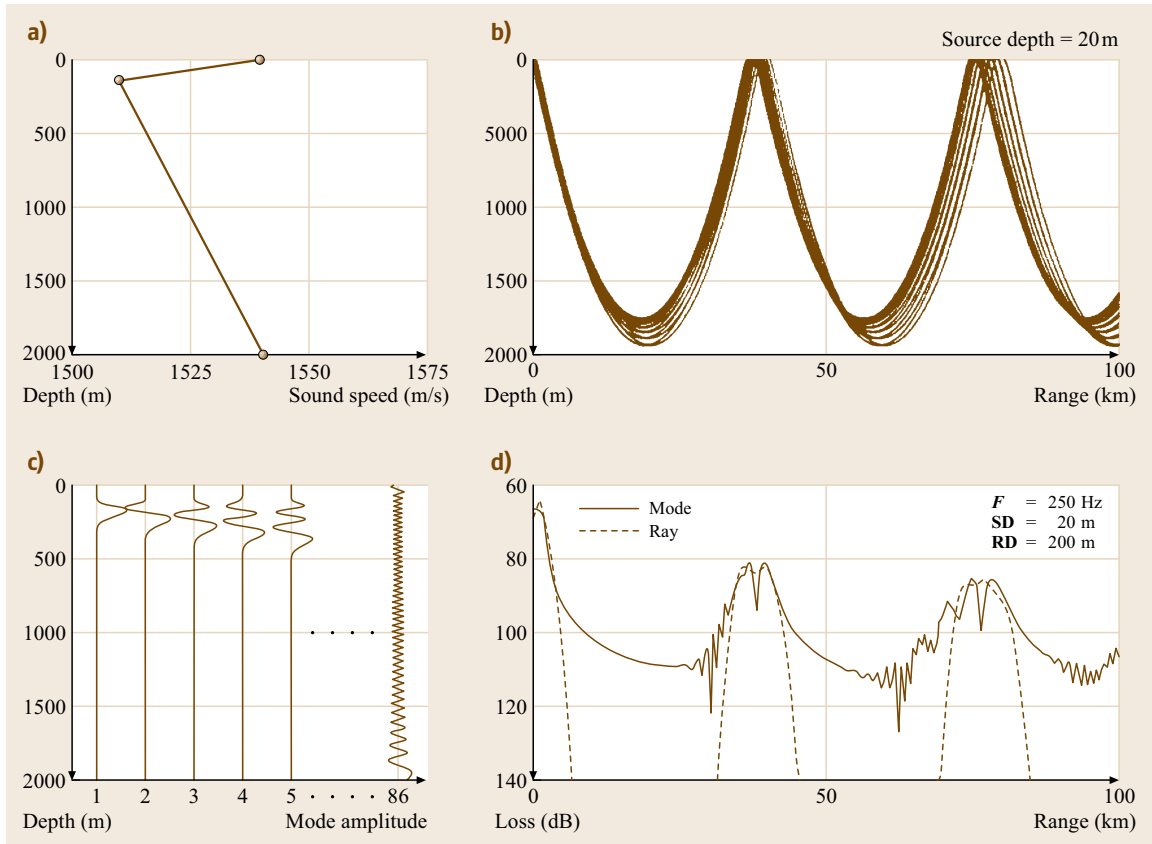 a)
0
500
1000
1500
2000
1500 1525 1550 1575
Depth (m) Sound speed (m/s)
b)
Source depth = 20 m
0
5000
1000
1500
2000
0 50 100
Depth (m) Range (km)
c)
0
500
1000
1500
2000
1 2 3 4 5 · · · · 86
Depth (m) Mode amplitude
d)
60
80
100
120
140
Mode
Ray
F = 250 Hz
SD = 20 m
RD = 200 m
0 50 100
Loss (dB) Range (km)